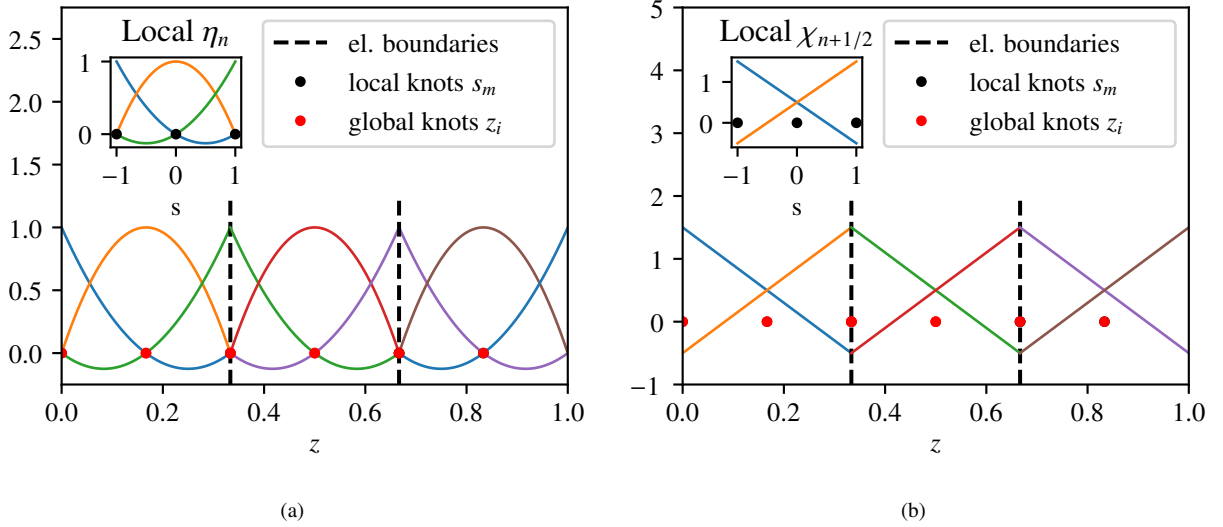 Local ηₙ
1
0
−1 0 1
s
el. boundaries
local knots sₘ
global knots zᵢ
2.5
2.0
1.5
1.0
0.5
0.0
0.0 0.2 0.4 0.6 0.8 1.0
z
(a)
Local χₙ₊₁/₂
1
0
−1 0 1
s
el. boundaries
local knots sₘ
global knots zᵢ
5
4
3
2
1
0
−1
0.0 0.2 0.4 0.6 0.8 1.0
z
(b)